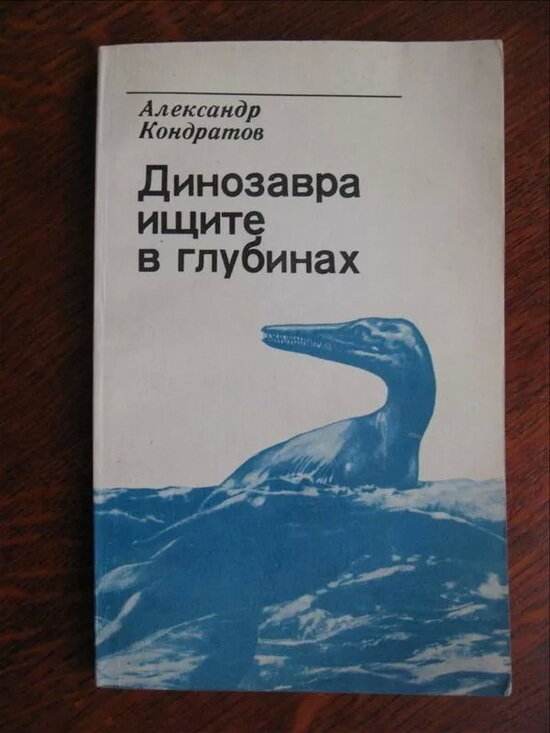 Александр
Кондратов
Динозавра
ищите
в глубинах